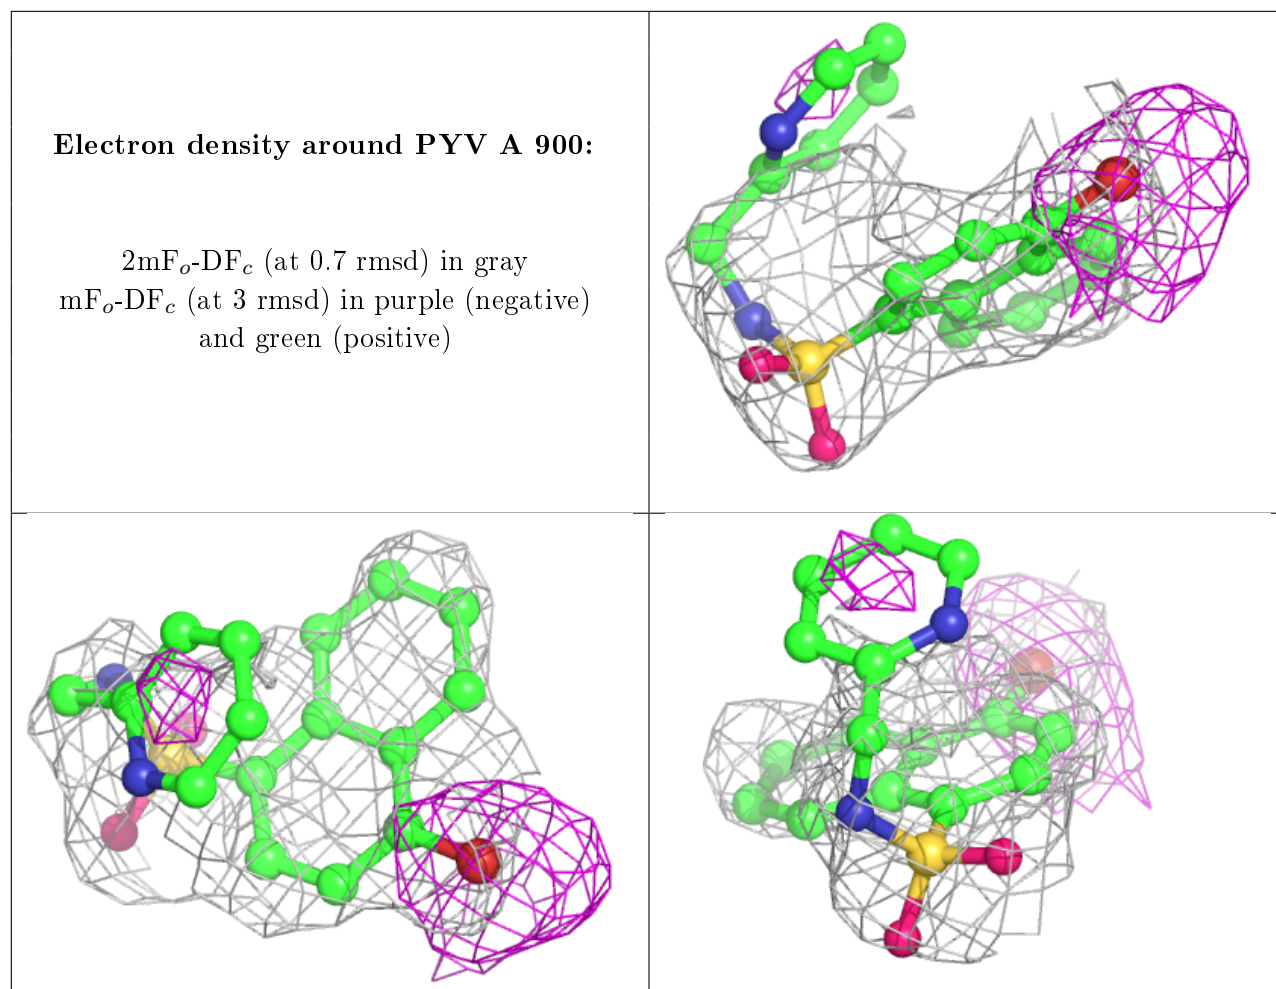 Electron density around PYV A 900:
2mFₒ-DF𝒸 (at 0.7 rmsd) in gray
mFₒ-DF𝒸 (at 3 rmsd) in purple (negative)
and green (positive)